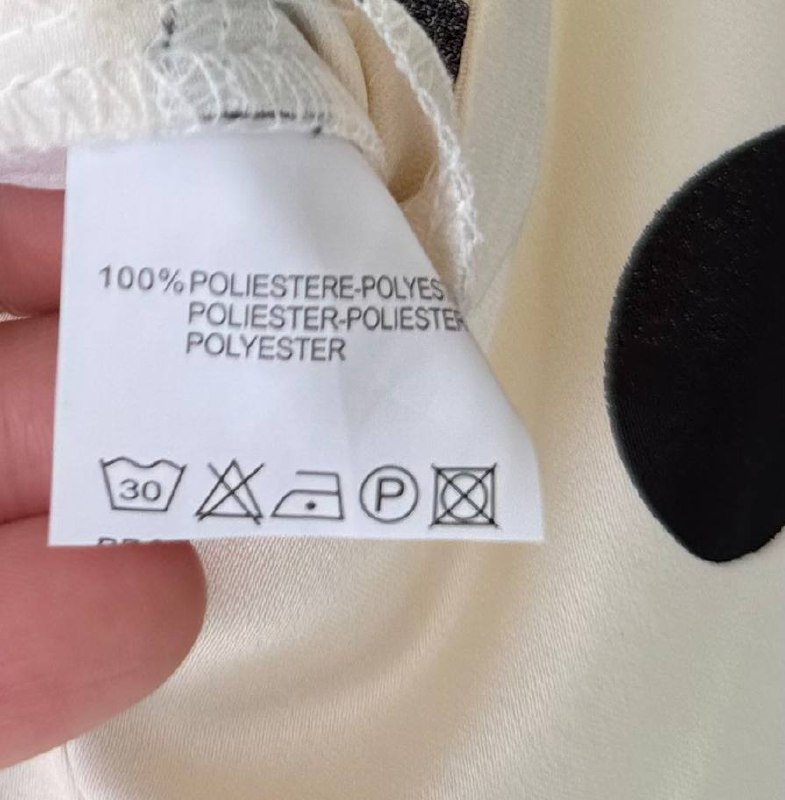 100% POLIESTERE-POLYES
POLIESTER-POLIESTER
POLYESTER
30
P